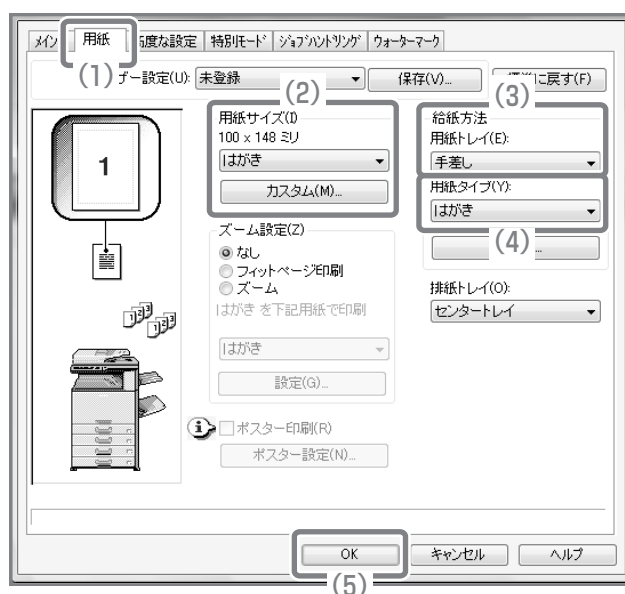 メイン 用紙 高度な設定 特別モード ジョブハンドリング ウォーターマーク
(1)
ザー設定(U): 未登録 保存(V)... に戻す(F)
(2)
(3)
用紙サイズ(I)
100 x 148 ミリ
はがき
カスタム(M)...
給紙方法
用紙トレイ(E):
手差し
用紙タイプ(Y):
はがき
(4)
...
1
ズーム設定(Z)
なし
フィットページ印刷
ズーム
はがき を下記用紙で印刷
はがき
設定(G)...
排紙トレイ(O):
センタートレイ
1 2 3
1 2 3
ポスター印刷(R)
ポスター設定(N)...
OK キャンセル ヘルプ
(5)